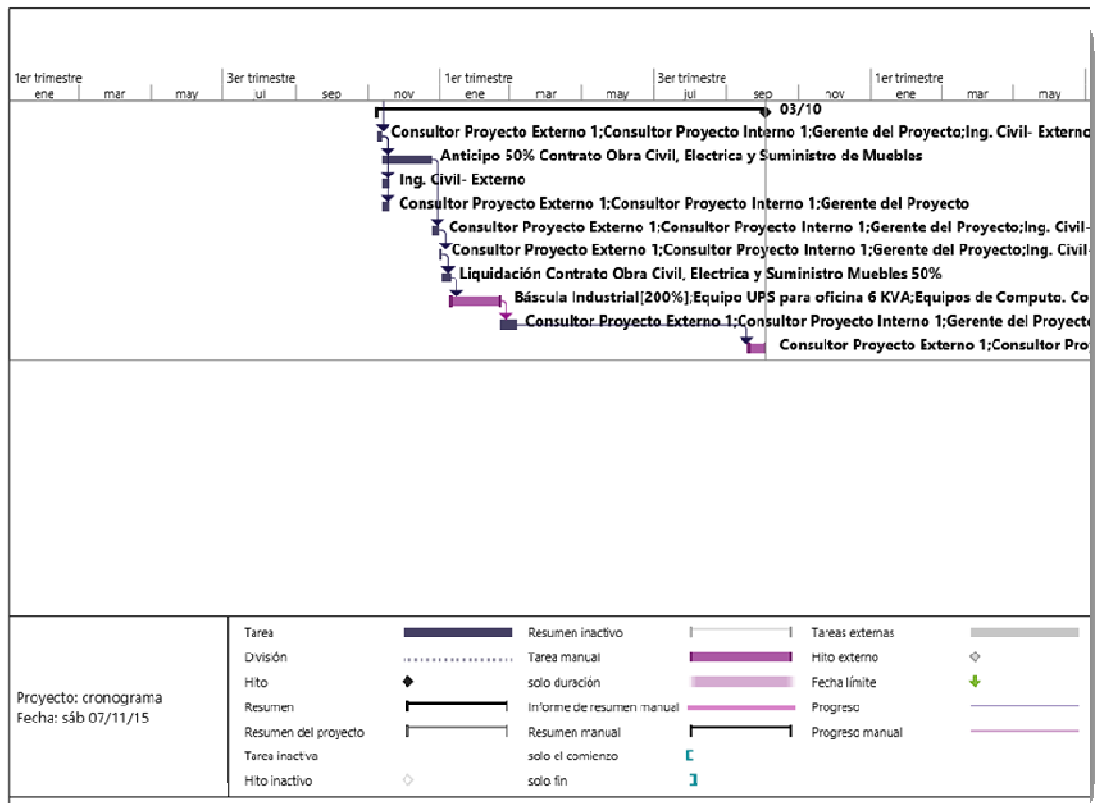 1er trimestre 3er trimestre 1er trimestre 3er trimestre 1er trimestre
ene mar may jul sep nov ene mar may jul sep nov ene mar may
03/10
Consultor Proyecto Externo 1;Consultor Proyecto Interno 1;Gerente del Proyecto;Ing. Civil- Externo
Anticipo 50% Contrato Obra Civil, Electrica y Suministro de Muebles
Ing. Civil- Externo
Consultor Proyecto Externo 1;Consultor Proyecto Interno 1;Gerente del Proyecto
Consultor Proyecto Externo 1;Consultor Proyecto Interno 1;Gerente del Proyecto;Ing. Civil-
Consultor Proyecto Externo 1;Consultor Proyecto Interno 1;Gerente del Proyecto;Ing. Civil-
Liquidación Contrato Obra Civil, Electrica y Suministro Muebles 50%
Báscula Industrial[200%];Equipo UPS para oficina 6 KVA;Equipos de Computo. Co
Consultor Proyecto Externo 1;Consultor Proyecto Interno 1;Gerente del Proyecto
Consultor Proyecto Externo 1;Consultor Pro
Proyecto: cronograma
Fecha: sáb 07/11/15
Tarea Resumen inactivo Tareas externas
División Tarea manual Hito externo
Hito solo duración Fecha límite
Resumen Informe de resumen manual Progreso
Resumen del proyecto Resumen manual Progreso manual
Tarea inactiva solo el comienzo
Hito inactivo solo fin